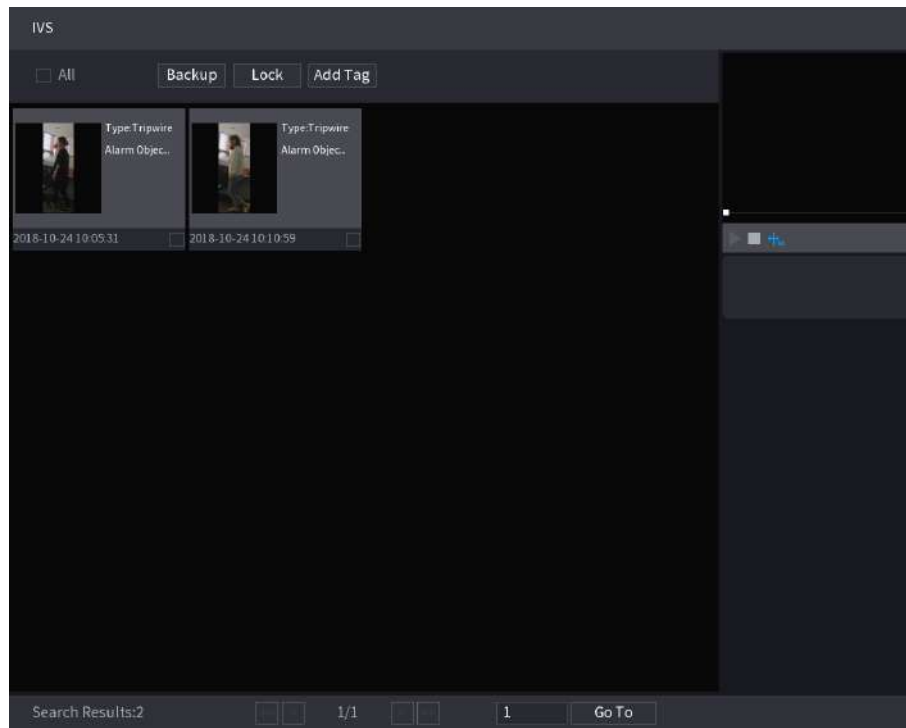 IVS
All
Backup
Lock
Add Tag
Type:Tripwire
Alarm Objec...
2018-10-24 10:05:31
Type:Tripwire
Alarm Objec...
2018-10-24 10:10:59
Search Results:2
1/1
1
Go To